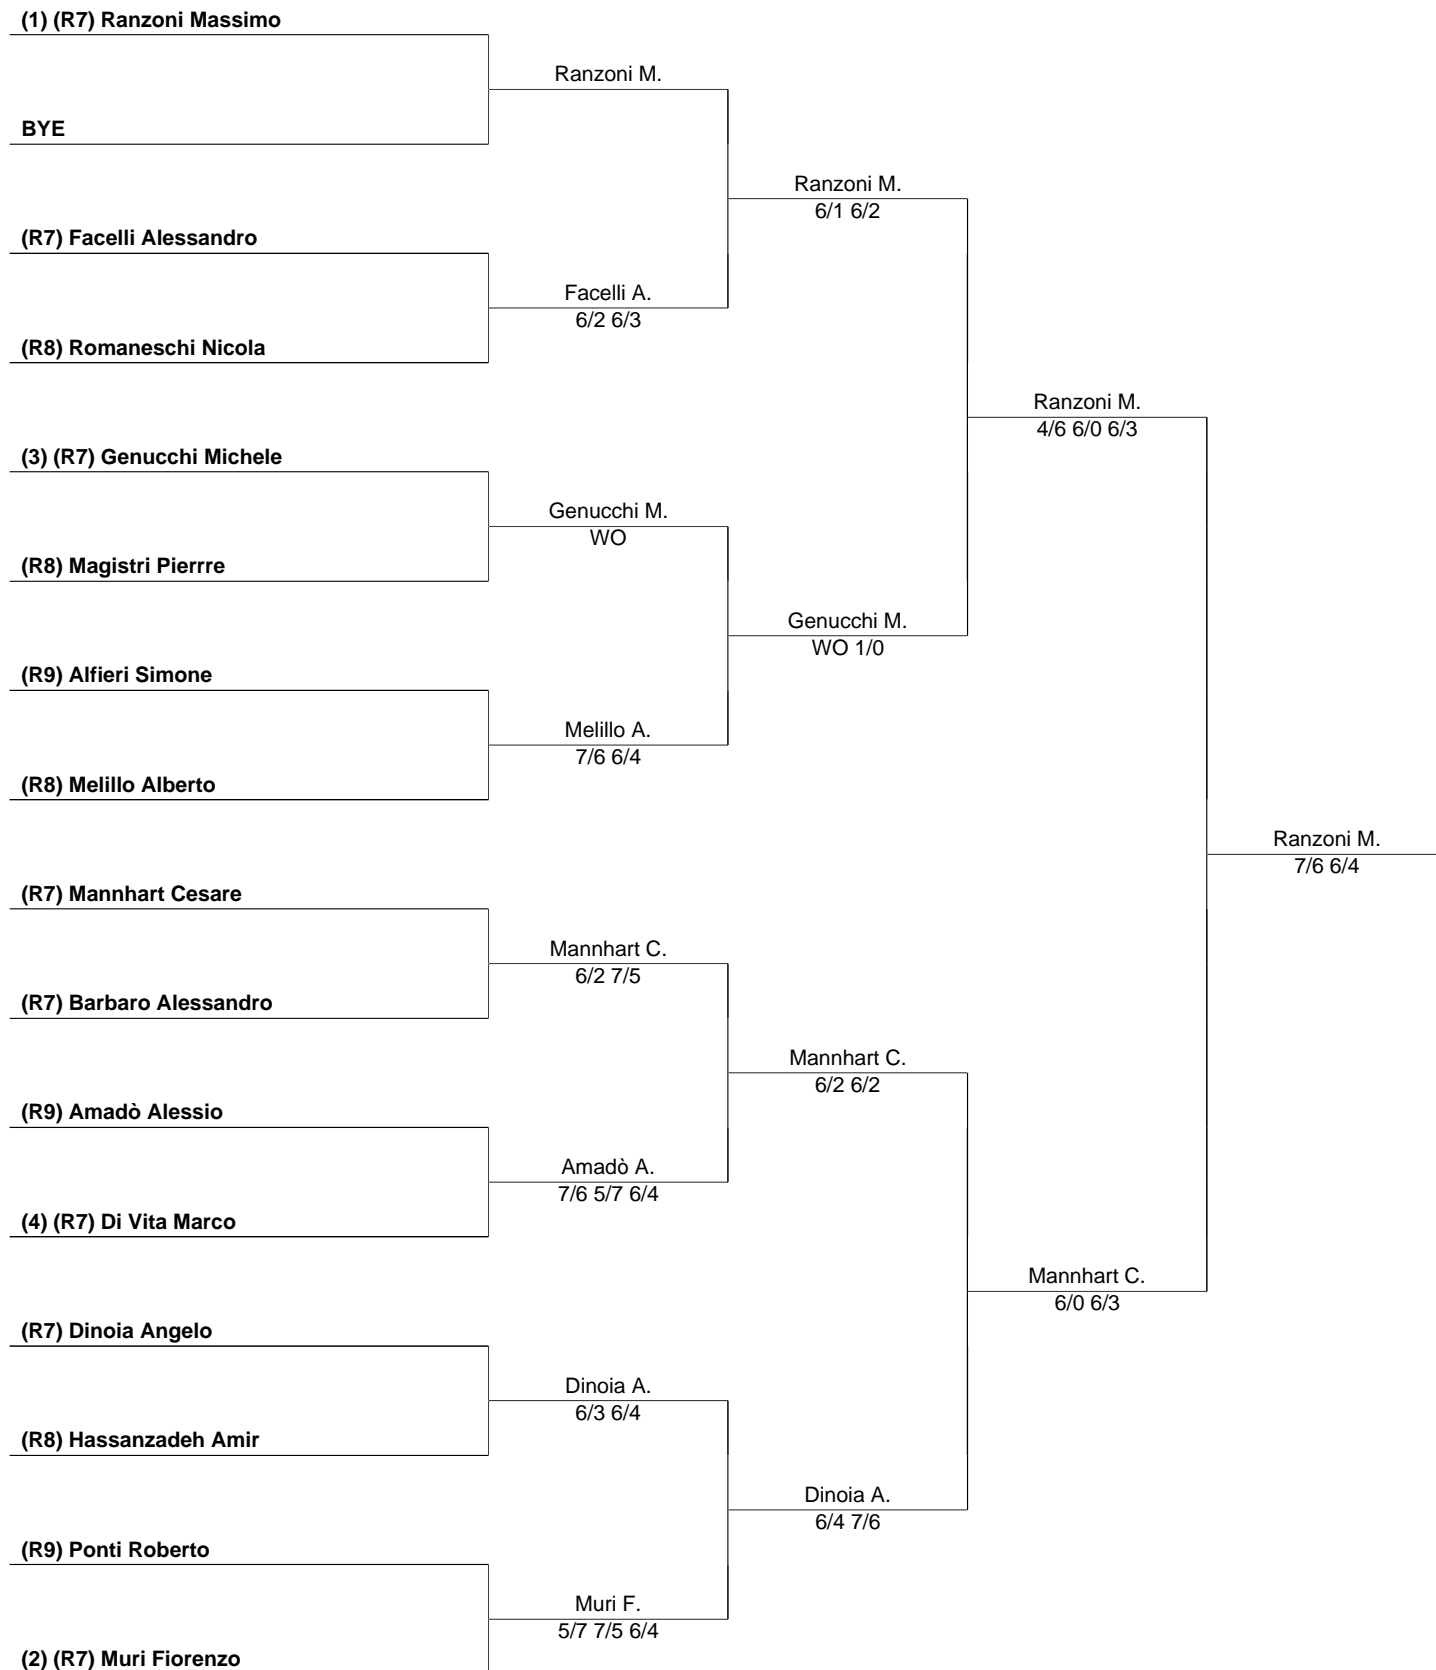 (1) (R7) Ranzoni Massimo
Ranzoni M.
BYE
Ranzoni M.
6/1 6/2
(R7) Facelli Alessandro
Facelli A.
6/2 6/3
(R8) Romaneschi Nicola
Ranzoni M.
4/6 6/0 6/3
(3) (R7) Genucchi Michele
Genucchi M.
WO
(R8) Magistri Pierrre
Genucchi M.
WO 1/0
(R9) Alfieri Simone
Melillo A.
7/6 6/4
(R8) Melillo Alberto
Ranzoni M.
7/6 6/4
(R7) Mannhart Cesare
Mannhart C.
6/2 7/5
(R7) Barbaro Alessandro
Mannhart C.
6/2 6/2
(R9) Amadò Alessio
Amadò A.
7/6 5/7 6/4
(4) (R7) Di Vita Marco
Mannhart C.
6/0 6/3
(R7) Dinoia Angelo
Dinoia A.
6/3 6/4
(R8) Hassanzadeh Amir
Dinoia A.
6/4 7/6
(R9) Ponti Roberto
Muri F.
5/7 7/5 6/4
(2) (R7) Muri Fiorenzo